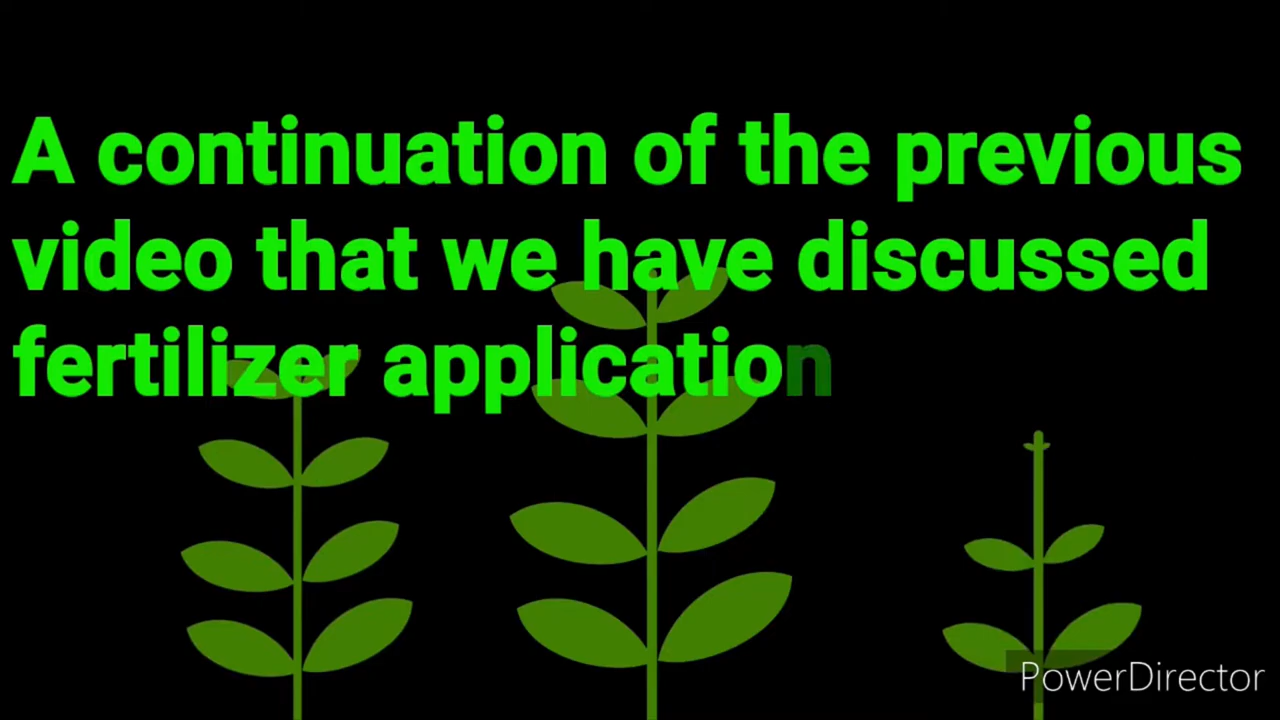 A continuation of the previous
video that we have discussed
fertilizer application
PowerDirector